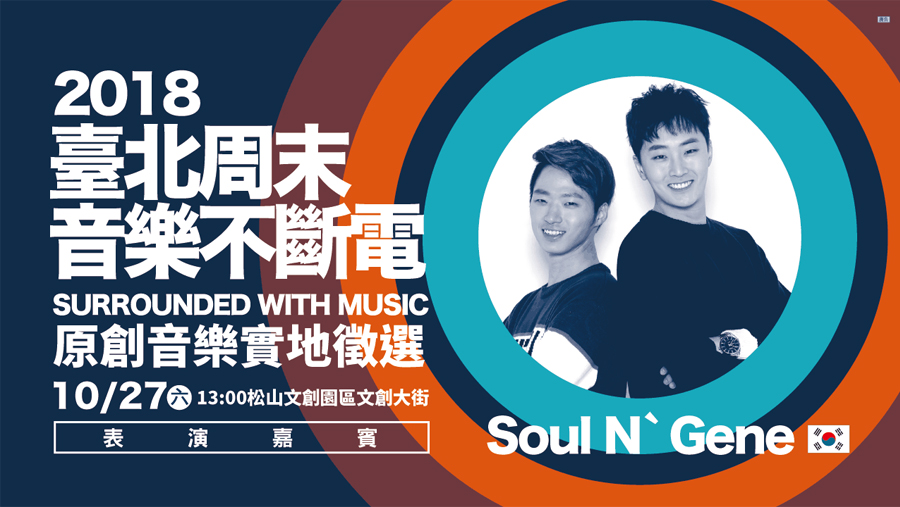 2018
臺北周末
音樂不斷電
SURROUNDED WITH MUSIC
原創音樂實地徵選
10/27六 13:00松山文創園區文創大街
表演嘉賓
Soul N` Gene
廣告